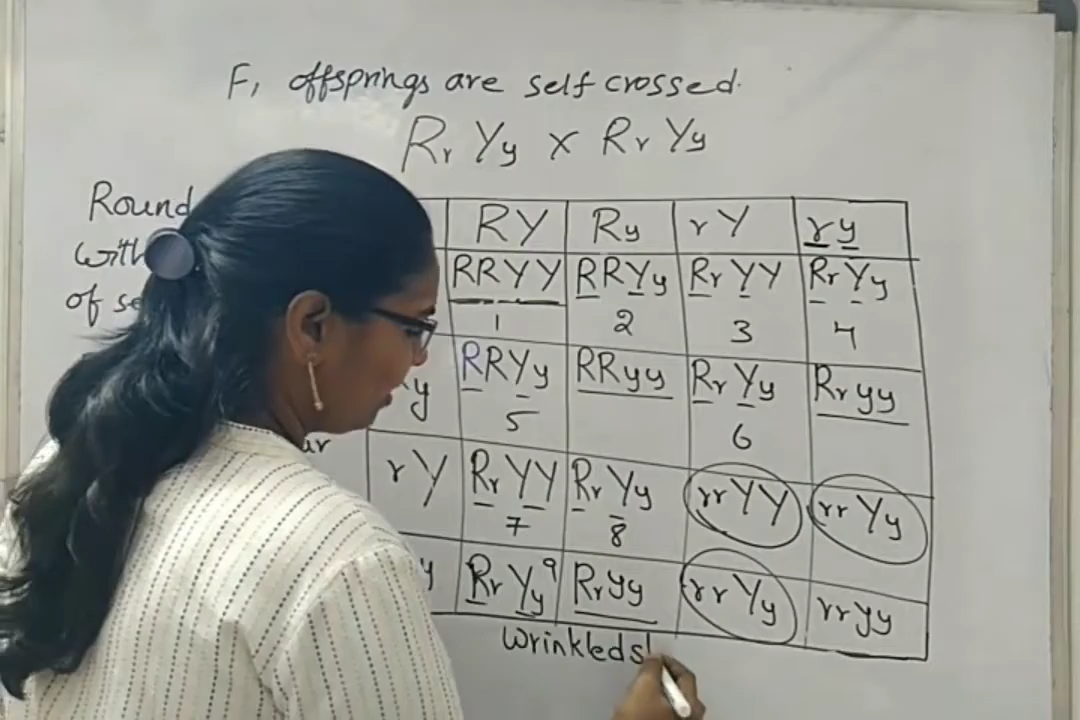 F₁ offsprings are self crossed.
Rr Yy x Rr Yy
Round
with
of
RY Ry rY ry
RRYY RRYy RrYY RrYy
1 2 3 4
y RRYy RRyy RrYy Rryy
5 6
rY RrYY RrYy rrYY rrYy
7 8
y RrYy 9 Rryy rrYy rryy
wrinkled